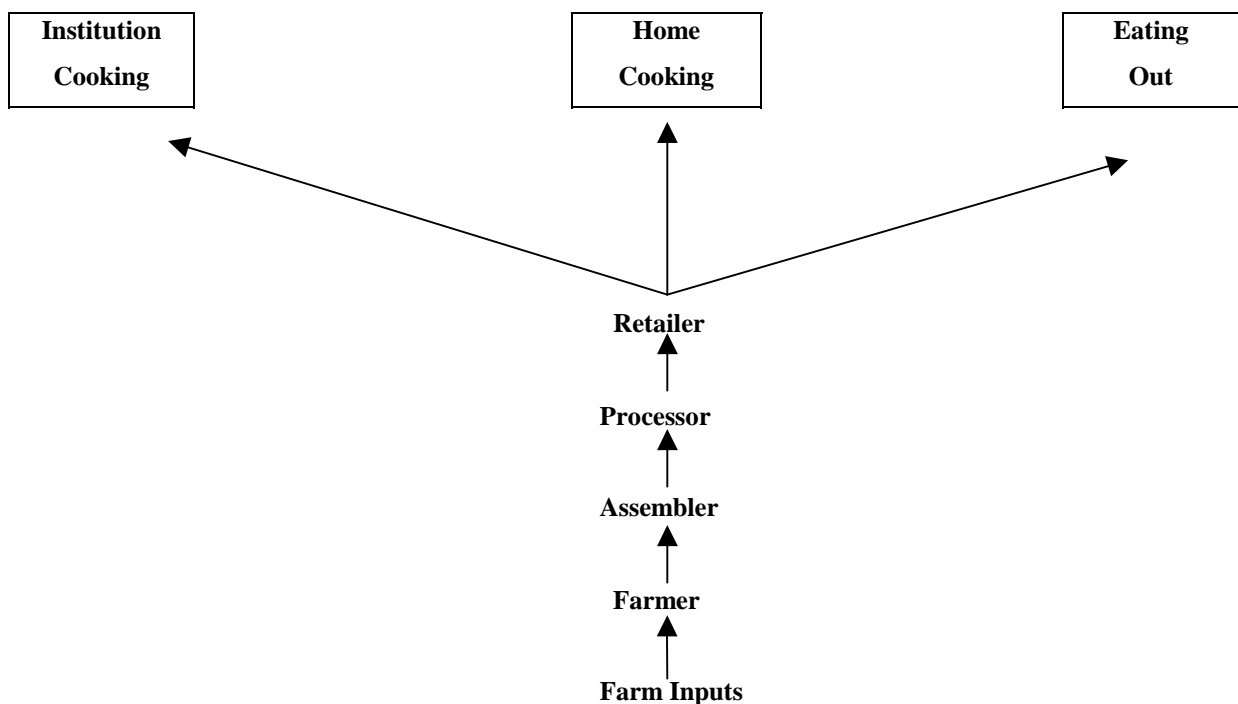 Institution
Cooking
Home
Cooking
Eating
Out
Retailer
Processor
Assembler
Farmer
Farm Inputs